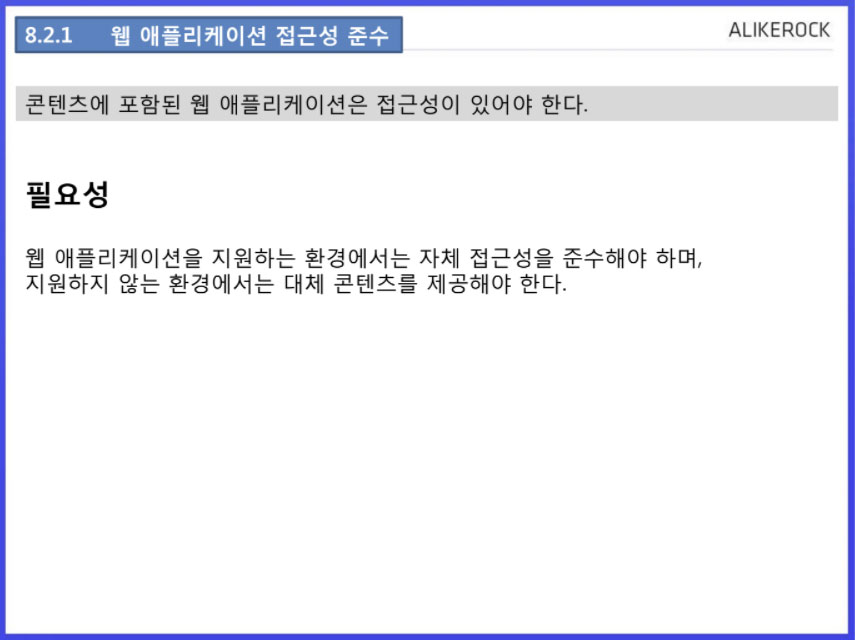 8.2.1 웹 애플리케이션 접근성 준수
ALIKEROCK
콘텐츠에 포함된 웹 애플리케이션은 접근성이 있어야 한다.
필요성
웹 애플리케이션을 지원하는 환경에서는 자체 접근성을 준수해야 하며,
지원하지 않는 환경에서는 대체 콘텐츠를 제공해야 한다.